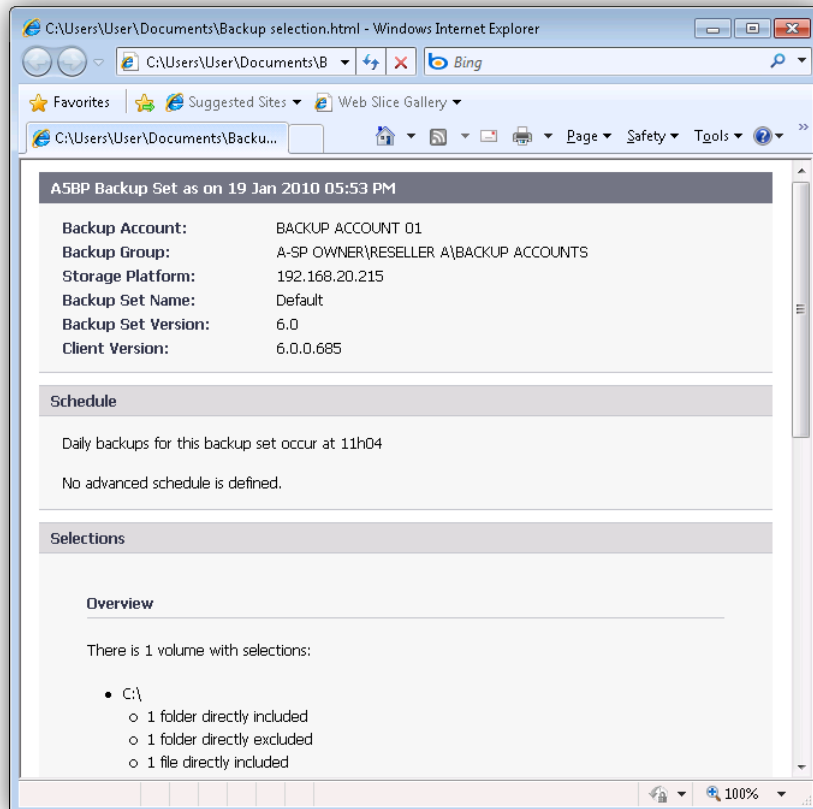 C:\Users\User\Documents\Backup selection.html - Windows Internet Explorer
C:\Users\User\Documents\B
Bing
Favorites
Suggested Sites
Web Slice Gallery
C:\Users\User\Documents\Backu...
Page
Safety
Tools
»
A5BP Backup Set as on 19 Jan 2010 05:53 PM
Backup Account: BACKUP ACCOUNT 01
Backup Group: A-SP OWNER\RESELLER A\BACKUP ACCOUNTS
Storage Platform: 192.168.20.215
Backup Set Name: Default
Backup Set Version: 6.0
Client Version: 6.0.0.685
Schedule
Daily backups for this backup set occur at 11h04
No advanced schedule is defined.
Selections
Overview
There is 1 volume with selections:
C:\
1 folder directly included
1 folder directly excluded
1 file directly included
100%